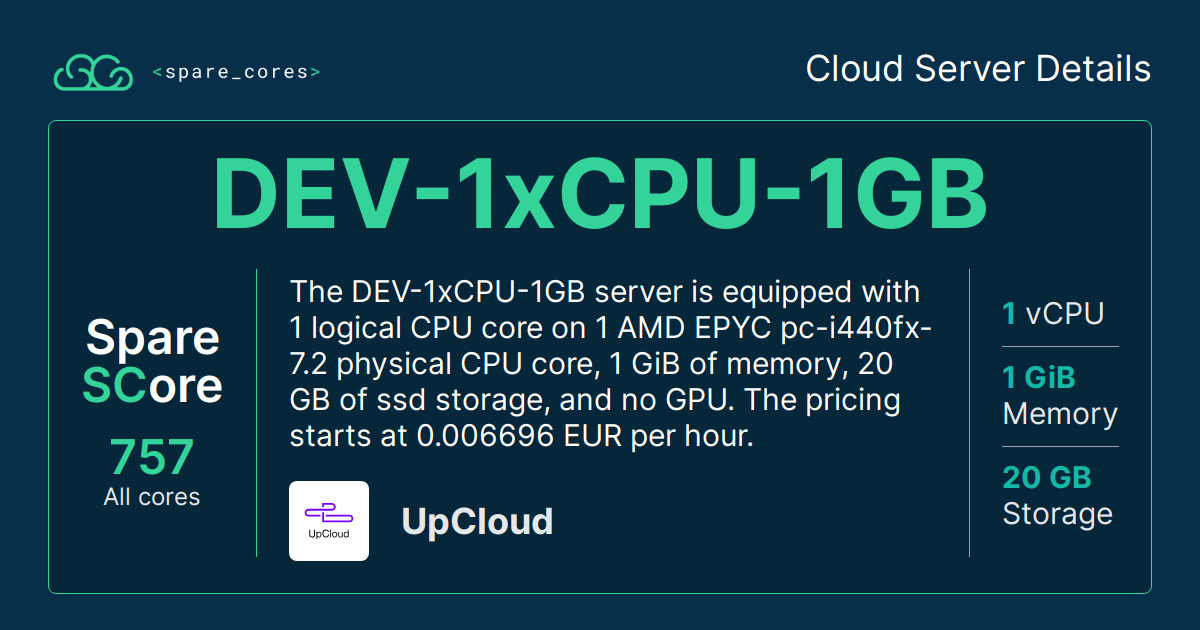 <spare_cores>
Cloud Server Details
DEV-1xCPU-1GB
Spare
SCore
757
All cores
The DEV-1xCPU-1GB server is equipped with
1 logical CPU core on 1 AMD EPYC pc-i440fx-
7.2 physical CPU core, 1 GiB of memory, 20
GB of ssd storage, and no GPU. The pricing
starts at 0.006696 EUR per hour.
UpCloud
UpCloud
1 vCPU
1 GiB
Memory
20 GB
Storage